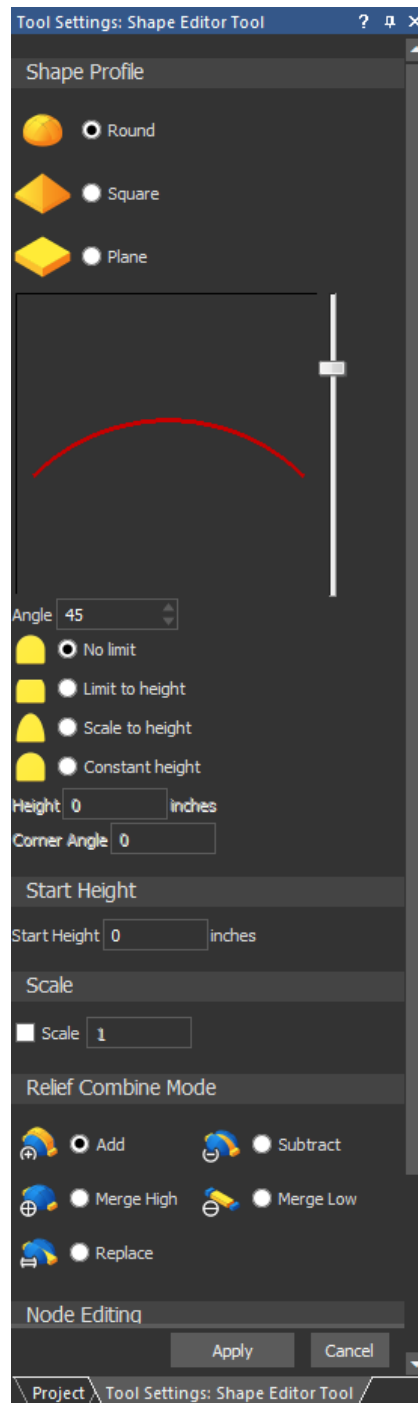 Tool Settings: Shape Editor Tool ?
Shape Profile
Round
Square
Plane
Angle 45
No limit
Limit to height
Scale to height
Constant height
Height 0 inches
Corner Angle 0
Start Height
Start Height 0 inches
Scale
Scale 1
Relief Combine Mode
Add Subtract
Merge High Merge Low
Replace
Node Editing
Apply Cancel
Project Tool Settings: Shape Editor Tool